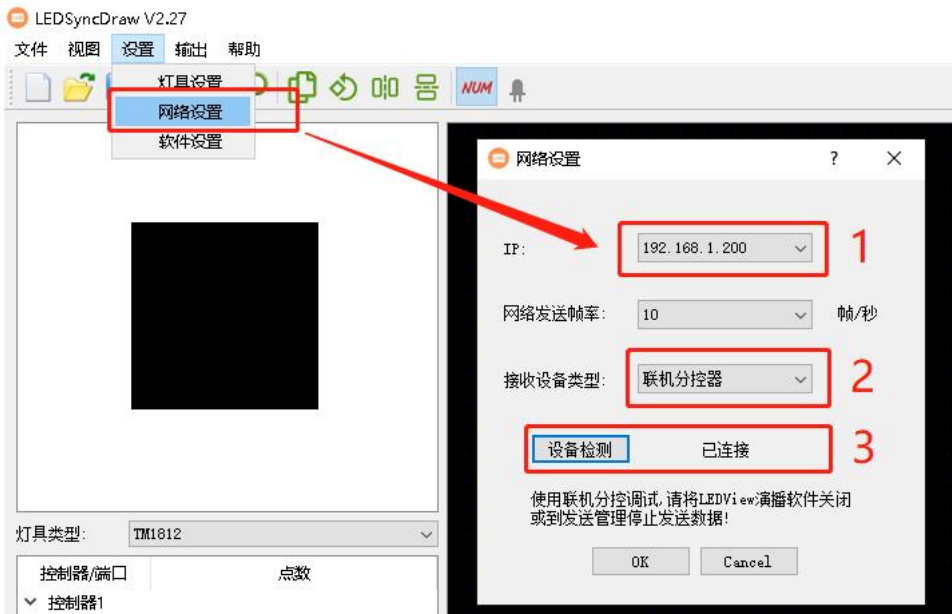 LEDSyncDraw V2.27
文件 视图 设置 输出 帮助
灯具设置
NUM
网络设置
软件设置
网络设置
? ×
IP: 192.168.1.200 1
网络发送帧率: 10 帧/秒
接收设备类型: 联机分控器 2
设备检测 已连接 3
使用联机分控调试,请将LEDView演播软件关闭
或到发送管理停止发送数据!
OK Cancel
灯具类型: TM1812
控制器/端口 点数
控制器1